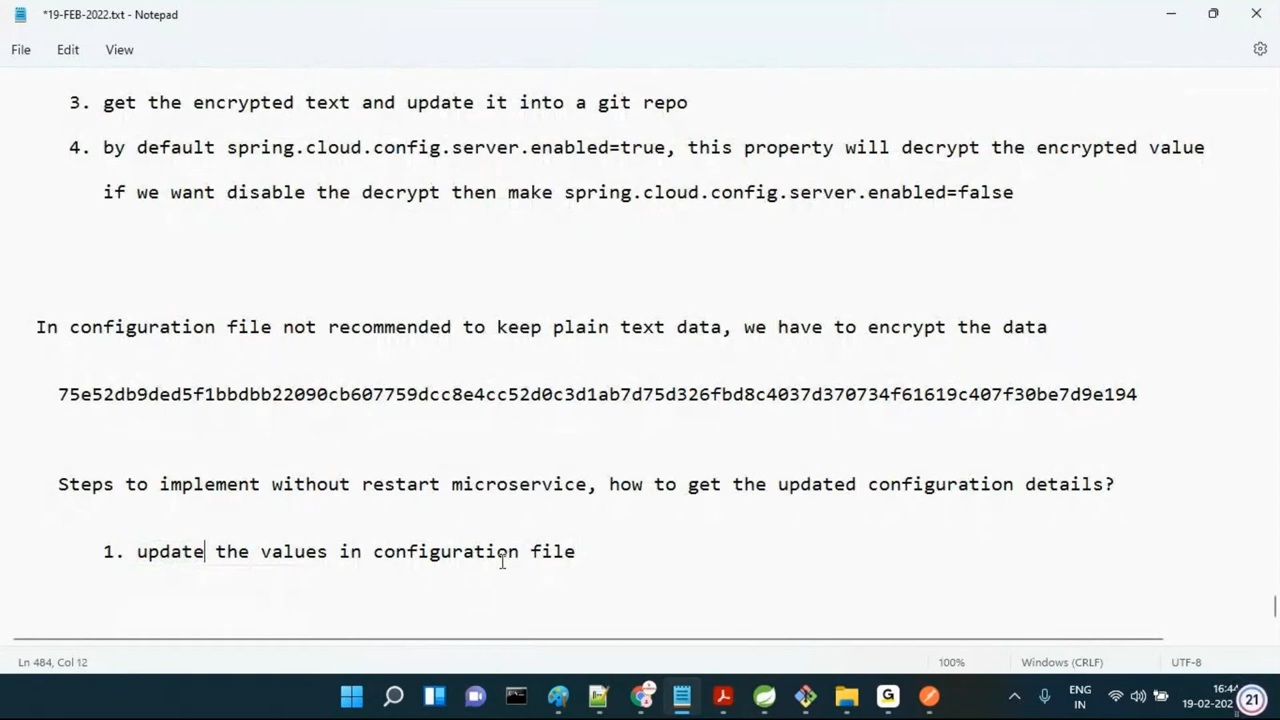 *19-FEB-2022.txt - Notepad
File Edit View
3. get the encrypted text and update it into a git repo
4. by default spring.cloud.config.server.enabled=true, this property will decrypt the encrypted value
if we want disable the decrypt then make spring.cloud.config.server.enabled=false
In configuration file not recommended to keep plain text data, we have to encrypt the data
75e52db9ded5f1bbdbb22090cb607759dcc8e4cc52d0c3d1ab7d75d326fbd8c4037d370734f61619c407f30be7d9e194
Steps to implement without restart microservice, how to get the updated configuration details?
1. update the values in configuration file
Ln 484, Col 12 100% Windows (CRLF) UTF-8
ENG 16:44
IN 19-02-202 21